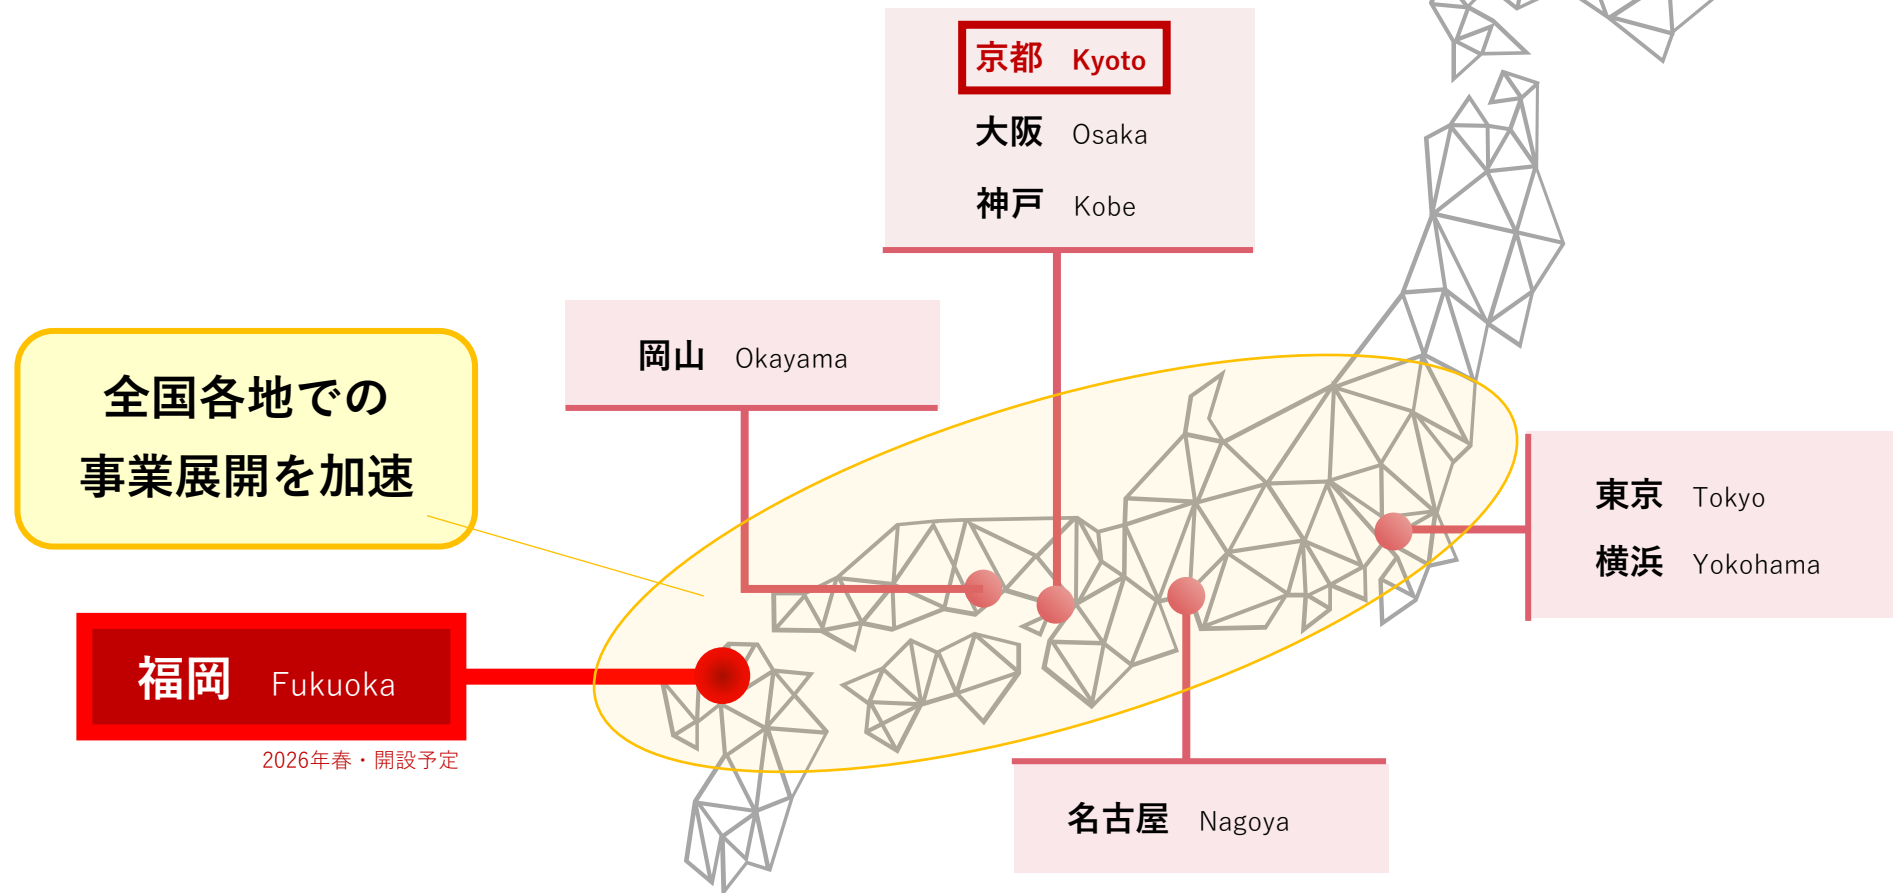 京都 Kyoto
大阪 Osaka
神戸 Kobe
岡山 Okayama
全国各地での
事業展開を加速
東京 Tokyo
横浜 Yokohama
福岡 Fukuoka
2026年春・開設予定
名古屋 Nagoya